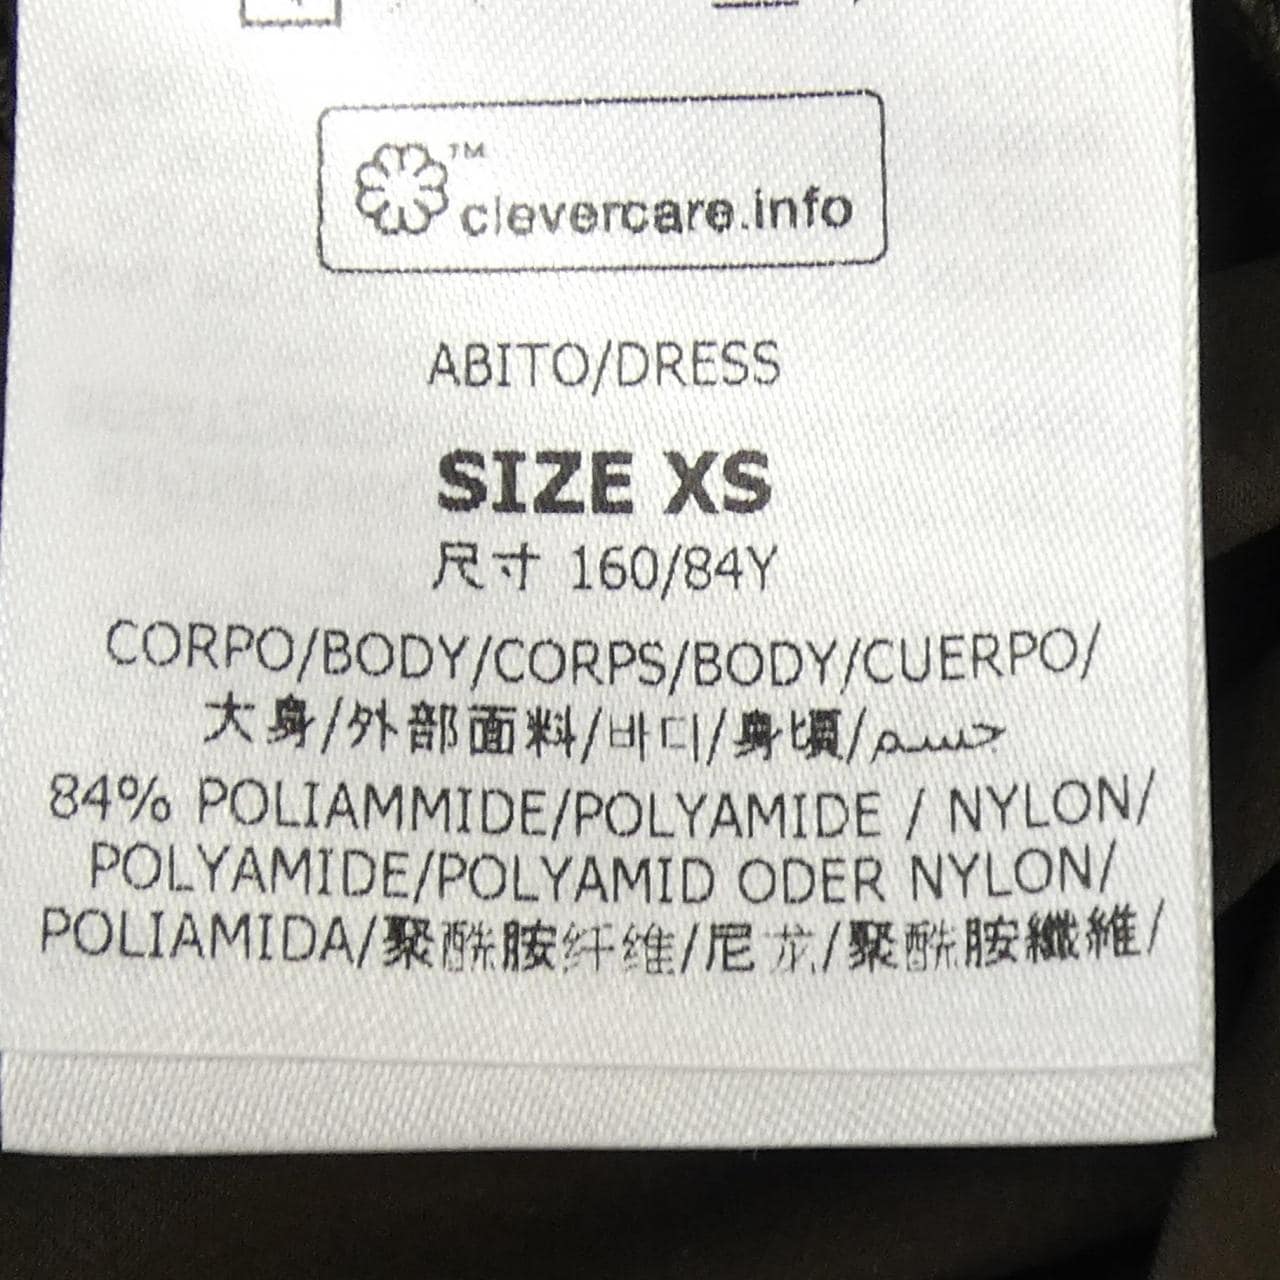 ™
clevercare.info
ABITO/DRESS
SIZE XS
尺寸 160/84Y
CORPO/BODY/CORPS/BODY/CUERPO/
大身/外部面料/바디/身頃/جسم
84% POLIAMMIDE/POLYAMIDE / NYLON/
POLYAMIDE/POLYAMID ODER NYLON/
POLIAMIDA/聚酰胺纤维/尼龙/聚酰胺纖維/